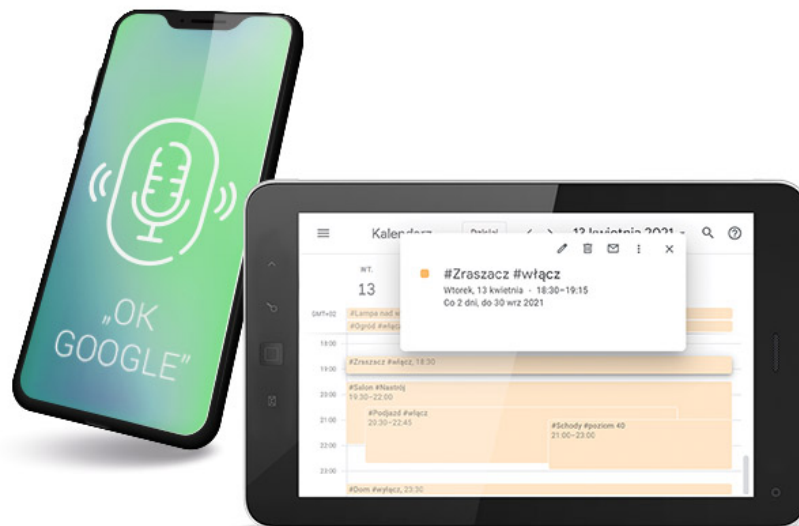 „OK
GOOGLE”
Kalendarz
Dzisiaj
13 kwietnia 2021
WT.
13
#Zraszacz #włącz
Wtorek, 13 kwietnia · 18:30–19:15
Co 2 dni, do 30 wrz 2021
GMT+02
#Lampa nad
#Ogród #włącz
18:00
#Zraszacz #włącz, 18:30
19:00
#Salon #Nastrój
19:30–22:00
20:00
#Podjazd #włącz
20:30–22:45
21:00
#Schody #poziom 40
21:00–23:00
22:00
23:00
#Dom #wyłącz, 23:30